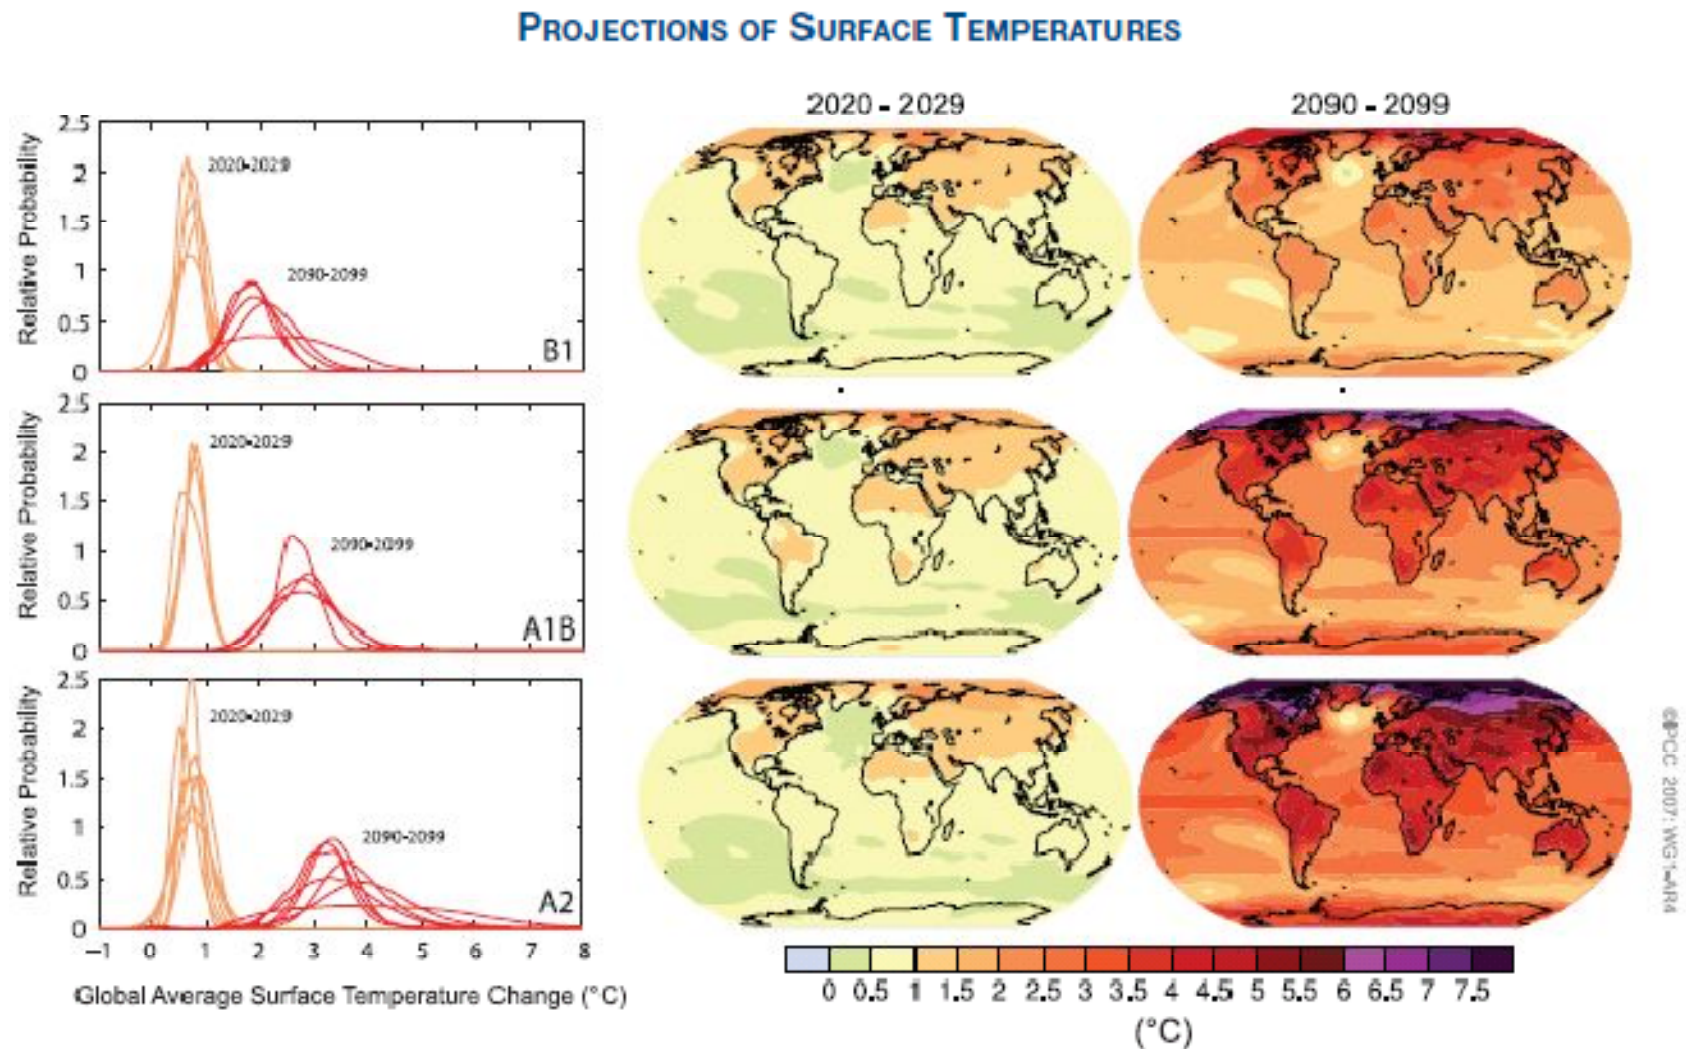 PROJECTIONS OF SURFACE TEMPERATURES
2020 - 2029
2090 - 2099
Relative Probability
2.5
2
1.5
1
0.5
0
2020-2029
2090-2099
B1
Relative Probability
2.5
2
1.5
1
0.5
0
2020-2029
2090-2099
A1B
Relative Probability
2.5
2
1.5
1
0.5
0
2020-2029
2090-2099
A2
–1 0 1 2 3 4 5 6 7 8
Global Average Surface Temperature Change (°C)
0 0.5 1 1.5 2 2.5 3 3.5 4 4.5 5 5.5 6 6.5 7 7.5
(°C)
©IPCC 2007: WG1-AR4